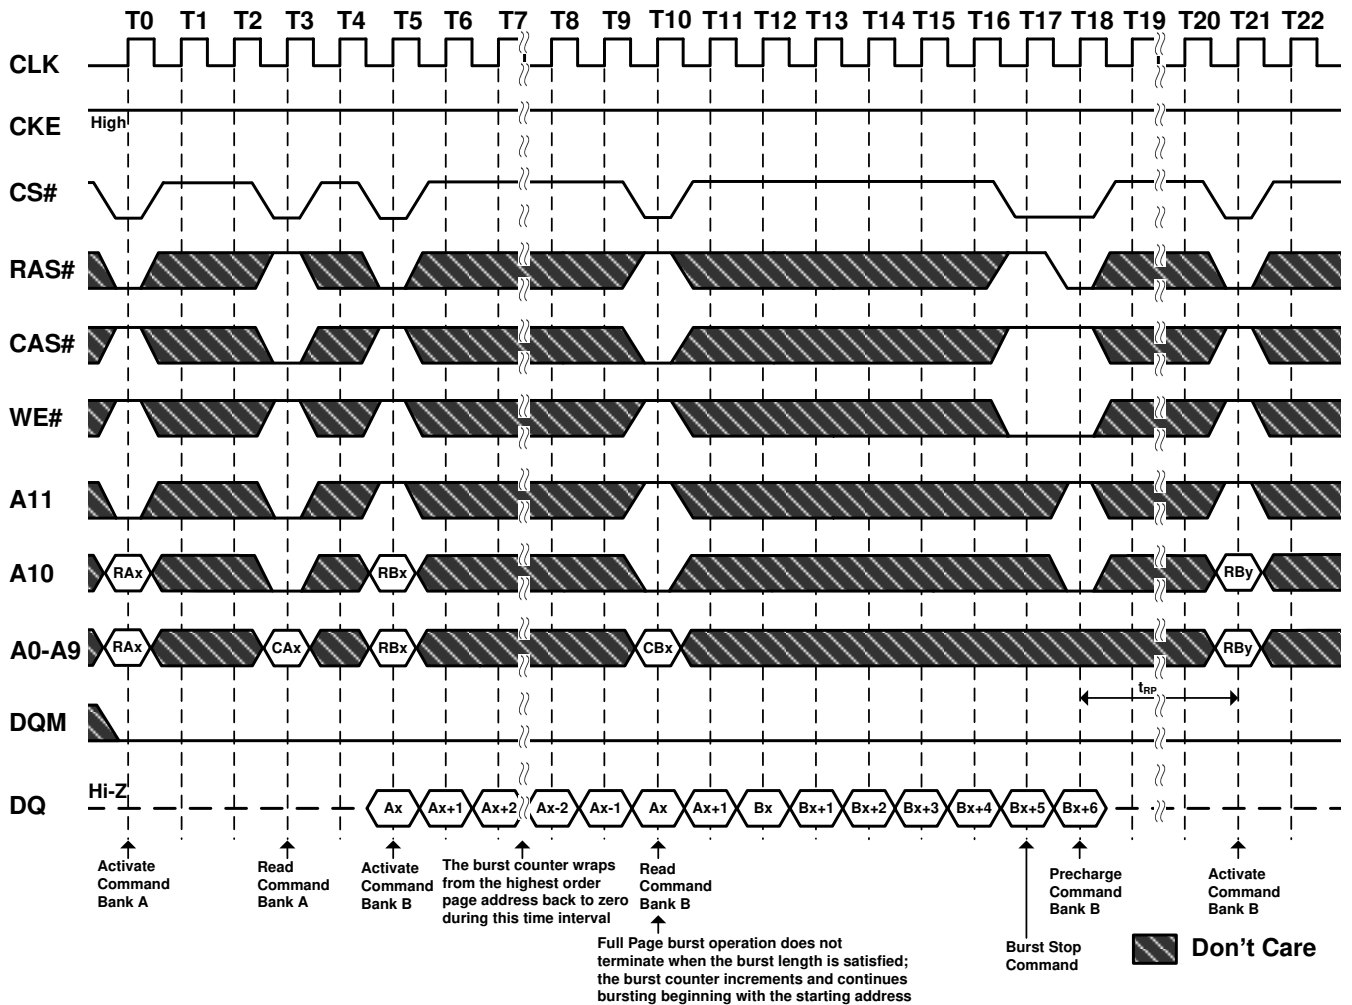 T0 T1 T2 T3 T4 T5 T6 T7 T8 T9 T10 T11 T12 T13 T14 T15 T16 T17 T18 T19 T20 T21 T22
CLK
CKE High
CS#
RAS#
CAS#
WE#
A11
A10 RAx RBx RBy
A0-A9 RAx CAx RBx CBx RBy
tRP
DQM
DQ Hi-Z Ax Ax+1 Ax+2 Ax-2 Ax-1 Ax Ax+1 Bx Bx+1 Bx+2 Bx+3 Bx+4 Bx+5 Bx+6
Activate
Command
Bank A
Read
Command
Bank A
Activate
Command
Bank B
The burst counter wraps
from the highest order
page address back to zero
during this time interval
Read
Command
Bank B
Full Page burst operation does not
terminate when the burst length is satisfied;
the burst counter increments and continues
bursting beginning with the starting address
Burst Stop
Command
Precharge
Command
Bank B
Activate
Command
Bank B
Don't Care